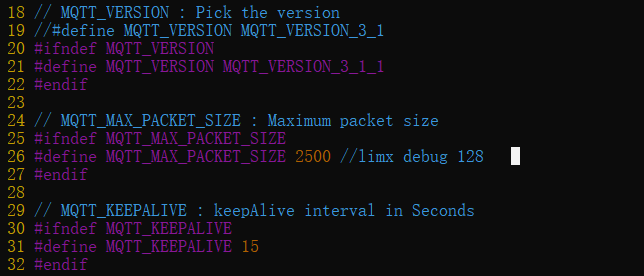 18 // MQTT_VERSION : Pick the version
19 //#define MQTT_VERSION MQTT_VERSION_3_1
20 #ifndef MQTT_VERSION
21 #define MQTT_VERSION MQTT_VERSION_3_1_1
22 #endif
23
24 // MQTT_MAX_PACKET_SIZE : Maximum packet size
25 #ifndef MQTT_MAX_PACKET_SIZE
26 #define MQTT_MAX_PACKET_SIZE 2500 //limx debug 128
27 #endif
28
29 // MQTT_KEEPALIVE : keepAlive interval in Seconds
30 #ifndef MQTT_KEEPALIVE
31 #define MQTT_KEEPALIVE 15
32 #endif